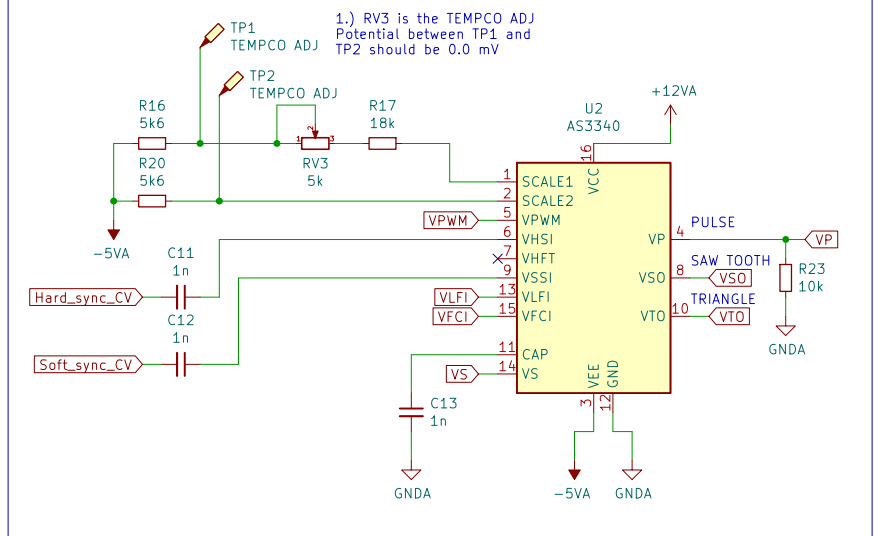 1.) RV3 is the TEMPCO ADJ
Potential between TP1 and
TP2 should be 0.0 mV
TP1
TEMPCO ADJ
TP2
TEMPCO ADJ
R16
5k6
1
2
3
RV3
5k
R17
18k
R20
5k6
-5VA
U2
AS3340
+12VA
16
VCC
1
SCALE1
2
SCALE2
VPWM
5
VPWM
6
VHSI
7
VHFT
9
VSSI
VLFI
13
VLFI
VFCI
15
VFCI
11
CAP
VS
14
VS
C11
1n
Hard_sync_CV
C12
1n
Soft_sync_CV
C13
1n
GNDA
PULSE
VP
4
VP
SAW TOOTH
VSO
8
VSO
TRIANGLE
VTO
10
VTO
R23
10k
GNDA
VEE
3
GND
12
-5VA
GNDA